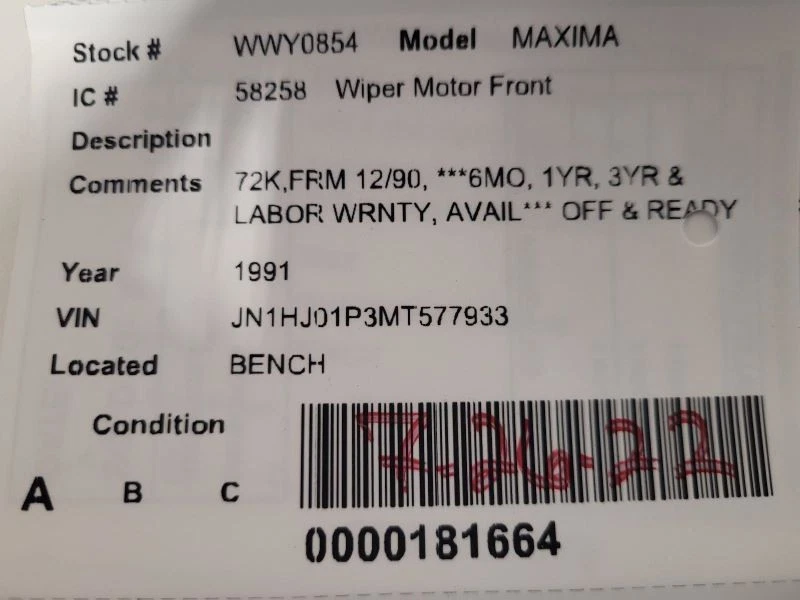 Stock # WWY0854 Model MAXIMA
IC # 58258 Wiper Motor Front
Description
Comments 72K,FRM 12/90, ***6MO, 1YR, 3YR &
LABOR WRNTY, AVAIL*** OFF & READY
Year 1991
VIN JN1HJ01P3MT577933
Located BENCH
Condition
7-26-22
A B C
0000181664